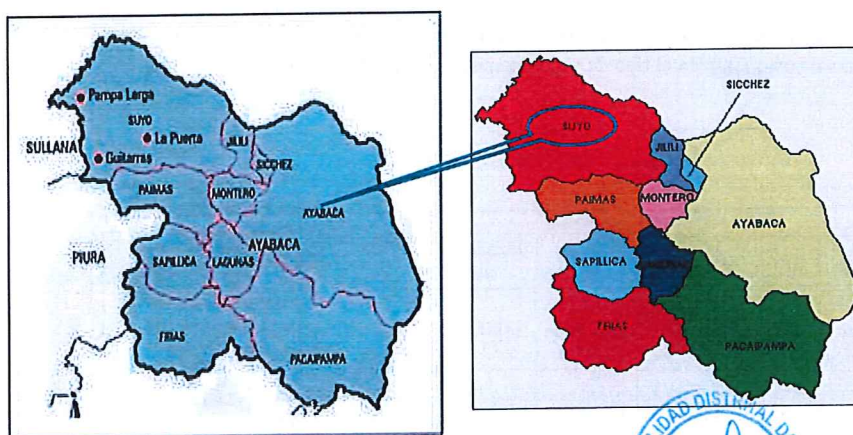 Pampa Larga
SUYO
La Puerta
SULLANA
Guitarras
JILILI
SICCHEZ
PAIMAS
MONTERO
AYABACA
PIURA
AYABACA
SAPILLICA
LAGUNAS
FRIAS
PACAIPAMPA
SICCHEZ
SUYO
JILILI
PAIMAS
MONTERO
AYABACA
SAPILLICA
FRIAS
PACAIPAMPA
DISTRITAL